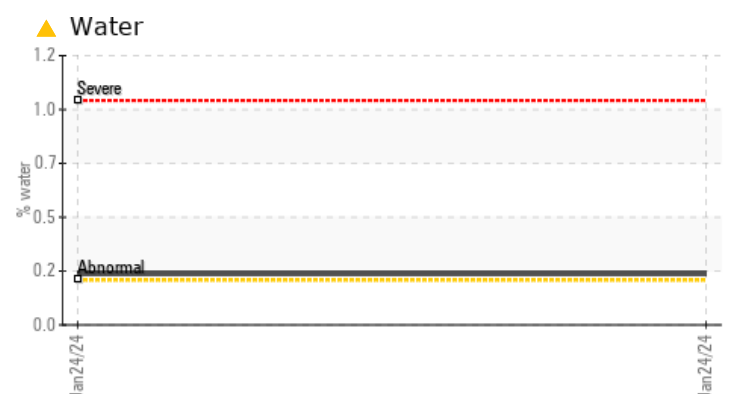 Water
1.2
Severe
1.0
0.7
% water
0.5
Abnormal
0.2
0.0
Jan24/24
Jan24/24